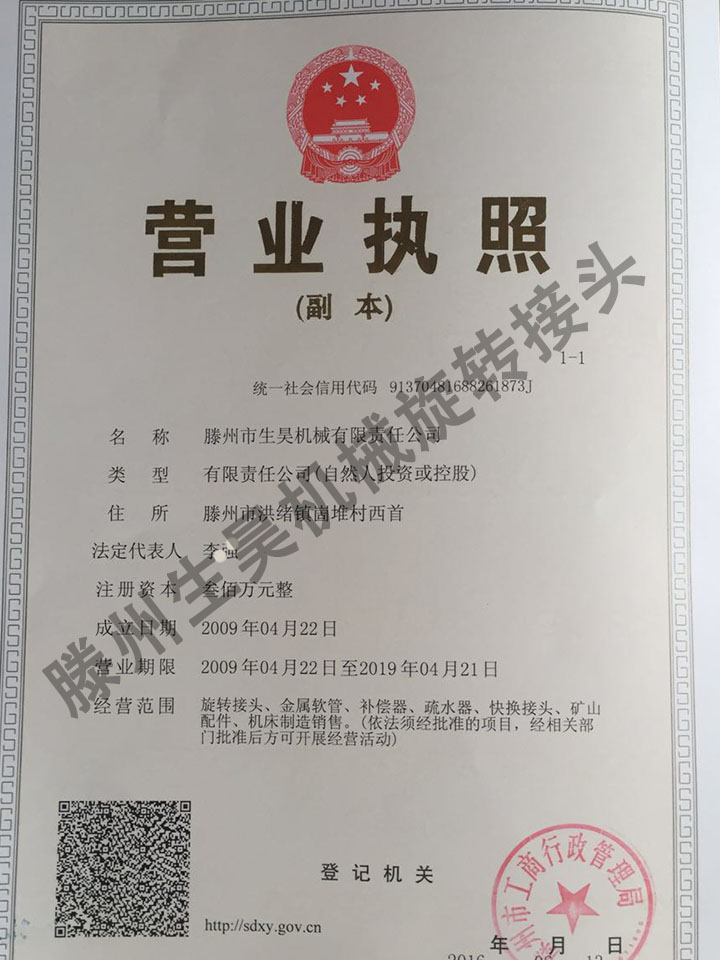 营业执照
(副 本)
1-1
统一社会信用代码 91370481688261873J
名 称 滕州市生昊机械有限责任公司
类 型 有限责任公司(自然人投资或控股)
住 所 滕州市洪绪镇崮堆村西首
法定代表人 李强
注册资本 叁佰万元整
成立日期 2009年04月22日
营业期限 2009年04月22日至2019年04月21日
经营范围 旋转接头、金属软管、补偿器、疏水器、快换接头、矿山
配件、机床制造销售。(依法须经批准的项目，经相关部
门批准后方可开展经营活动)
滕州生昊机械旋转接头
登记机关
http://sdxy.gov.cn
滕州市工商行政管理局
年 月 日